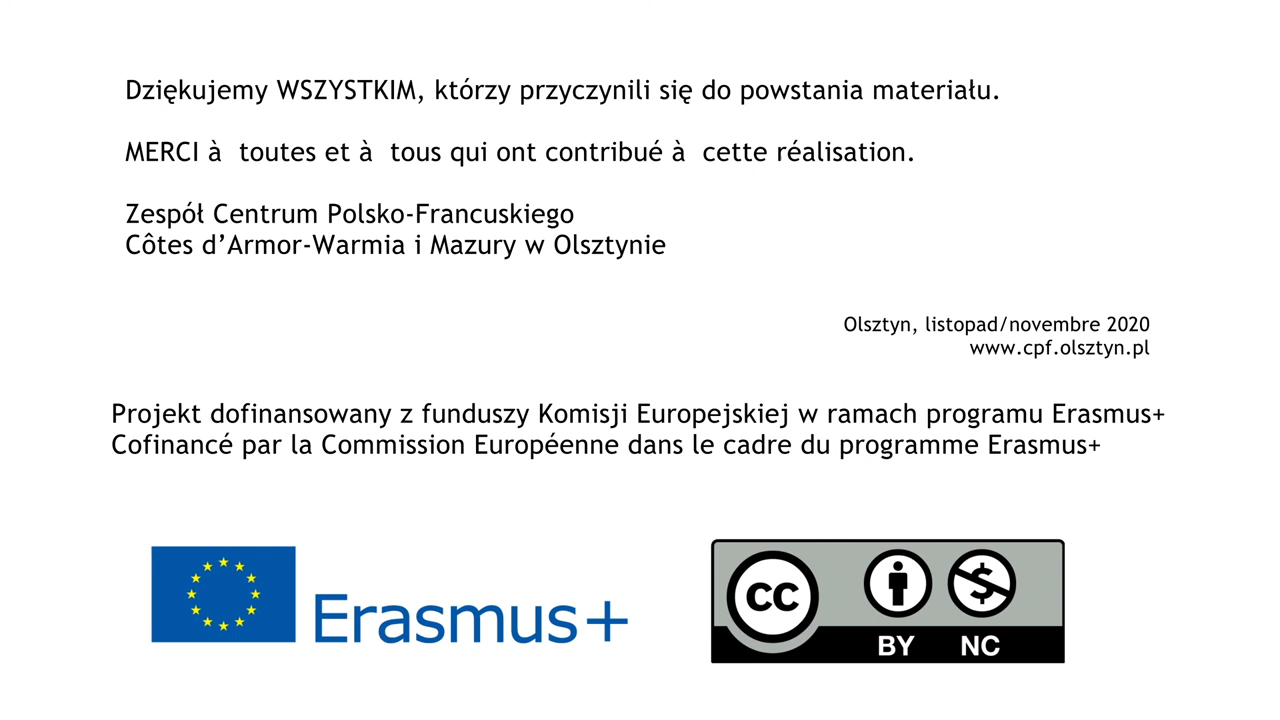 Dziękujemy WSZYSTKIM, którzy przyczynili się do powstania materiału.
MERCI à toutes et à tous qui ont contribué à cette réalisation.
Zespół Centrum Polsko-Francuskiego
Côtes d’Armor-Warmia i Mazury w Olsztynie
Olsztyn, listopad/novembre 2020
www.cpf.olsztyn.pl
Projekt dofinansowany z funduszy Komisji Europejskiej w ramach programu Erasmus+
Cofinancé par la Commission Européenne dans le cadre du programme Erasmus+
Erasmus+
CC
BY NC